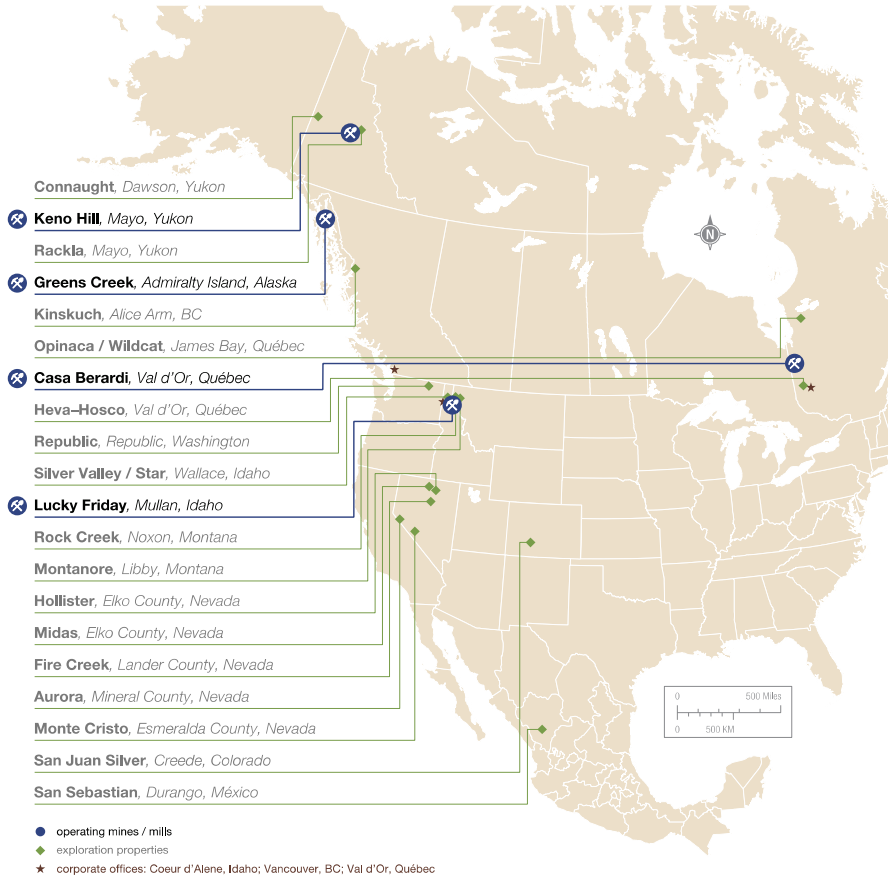 Connaught, Dawson, Yukon
Keno Hill, Mayo, Yukon
Rackla, Mayo, Yukon
N
Greens Creek, Admiralty Island, Alaska
Kinskuch, Alice Arm, BC
Opinaca / Wildcat, James Bay, Québec
Casa Berardi, Val d'Or, Québec
Heva–Hosco, Val d'Or, Québec
Republic, Republic, Washington
Silver Valley / Star, Wallace, Idaho
Lucky Friday, Mullan, Idaho
Rock Creek, Noxon, Montana
Montanore, Libby, Montana
Hollister, Elko County, Nevada
Midas, Elko County, Nevada
Fire Creek, Lander County, Nevada
Aurora, Mineral County, Nevada
0 500 Miles
0 500 KM
Monte Cristo, Esmeralda County, Nevada
San Juan Silver, Creede, Colorado
San Sebastian, Durango, México
operating mines / mills
exploration properties
corporate offices: Coeur d'Alene, Idaho; Vancouver, BC; Val d'Or, Québec